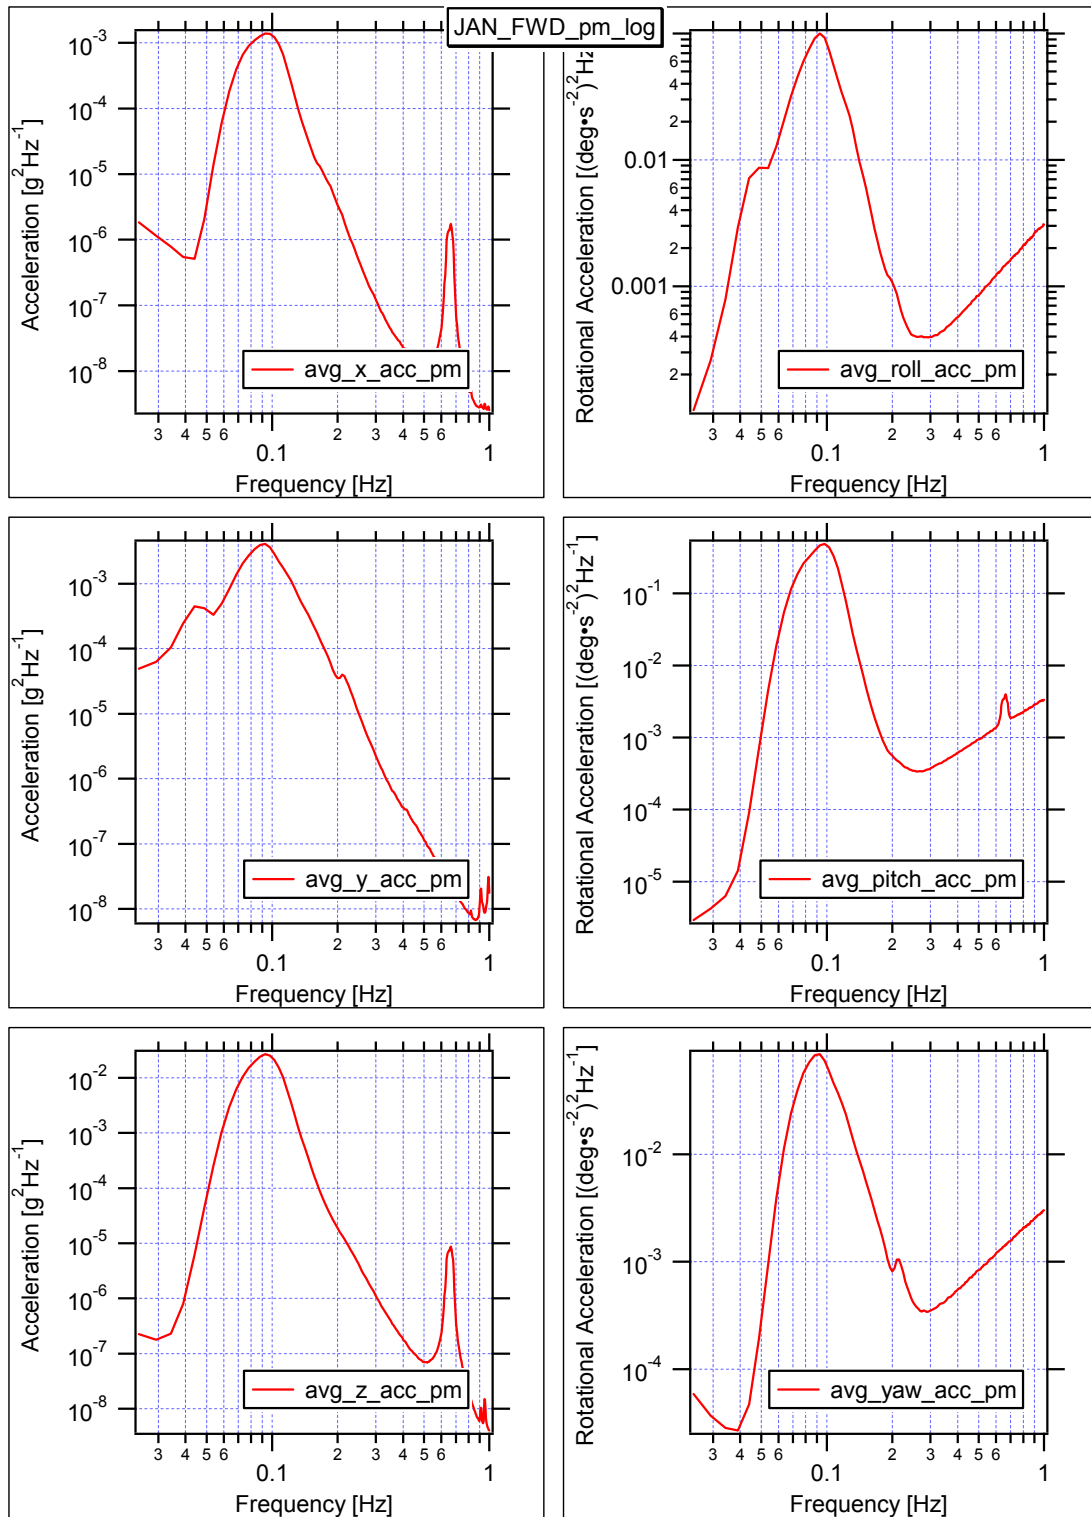 JAN_FWD_pm_log
Acceleration [g²Hz⁻¹]
10⁻³
10⁻⁴
10⁻⁵
10⁻⁶
10⁻⁷
10⁻⁸
avg_x_acc_pm
3 4 5 6 2 3 4 5 6
0.1 1
Frequency [Hz]
Rotational Acceleration [(deg•s⁻²)²Hz
8
6
4
2
0.01
8
6
4
2
0.001
8
6
4
2
avg_roll_acc_pm
3 4 5 6 2 3 4 5 6
0.1 1
Frequency [Hz]
Acceleration [g²Hz⁻¹]
10⁻³
10⁻⁴
10⁻⁵
10⁻⁶
10⁻⁷
10⁻⁸
avg_y_acc_pm
3 4 5 6 2 3 4 5 6
0.1 1
Frequency [Hz]
Rotational Acceleration [(deg•s⁻²)²Hz⁻¹]
10⁻¹
10⁻²
10⁻³
10⁻⁴
10⁻⁵
avg_pitch_acc_pm
3 4 5 6 2 3 4 5 6
0.1 1
Frequency [Hz]
Acceleration [g²Hz⁻¹]
10⁻²
10⁻³
10⁻⁴
10⁻⁵
10⁻⁶
10⁻⁷
10⁻⁸
avg_z_acc_pm
3 4 5 6 2 3 4 5 6
0.1 1
Frequency [Hz]
Rotational Acceleration [(deg•s⁻²)²Hz⁻¹]
10⁻²
10⁻³
10⁻⁴
avg_yaw_acc_pm
3 4 5 6 2 3 4 5 6
0.1 1
Frequency [Hz]